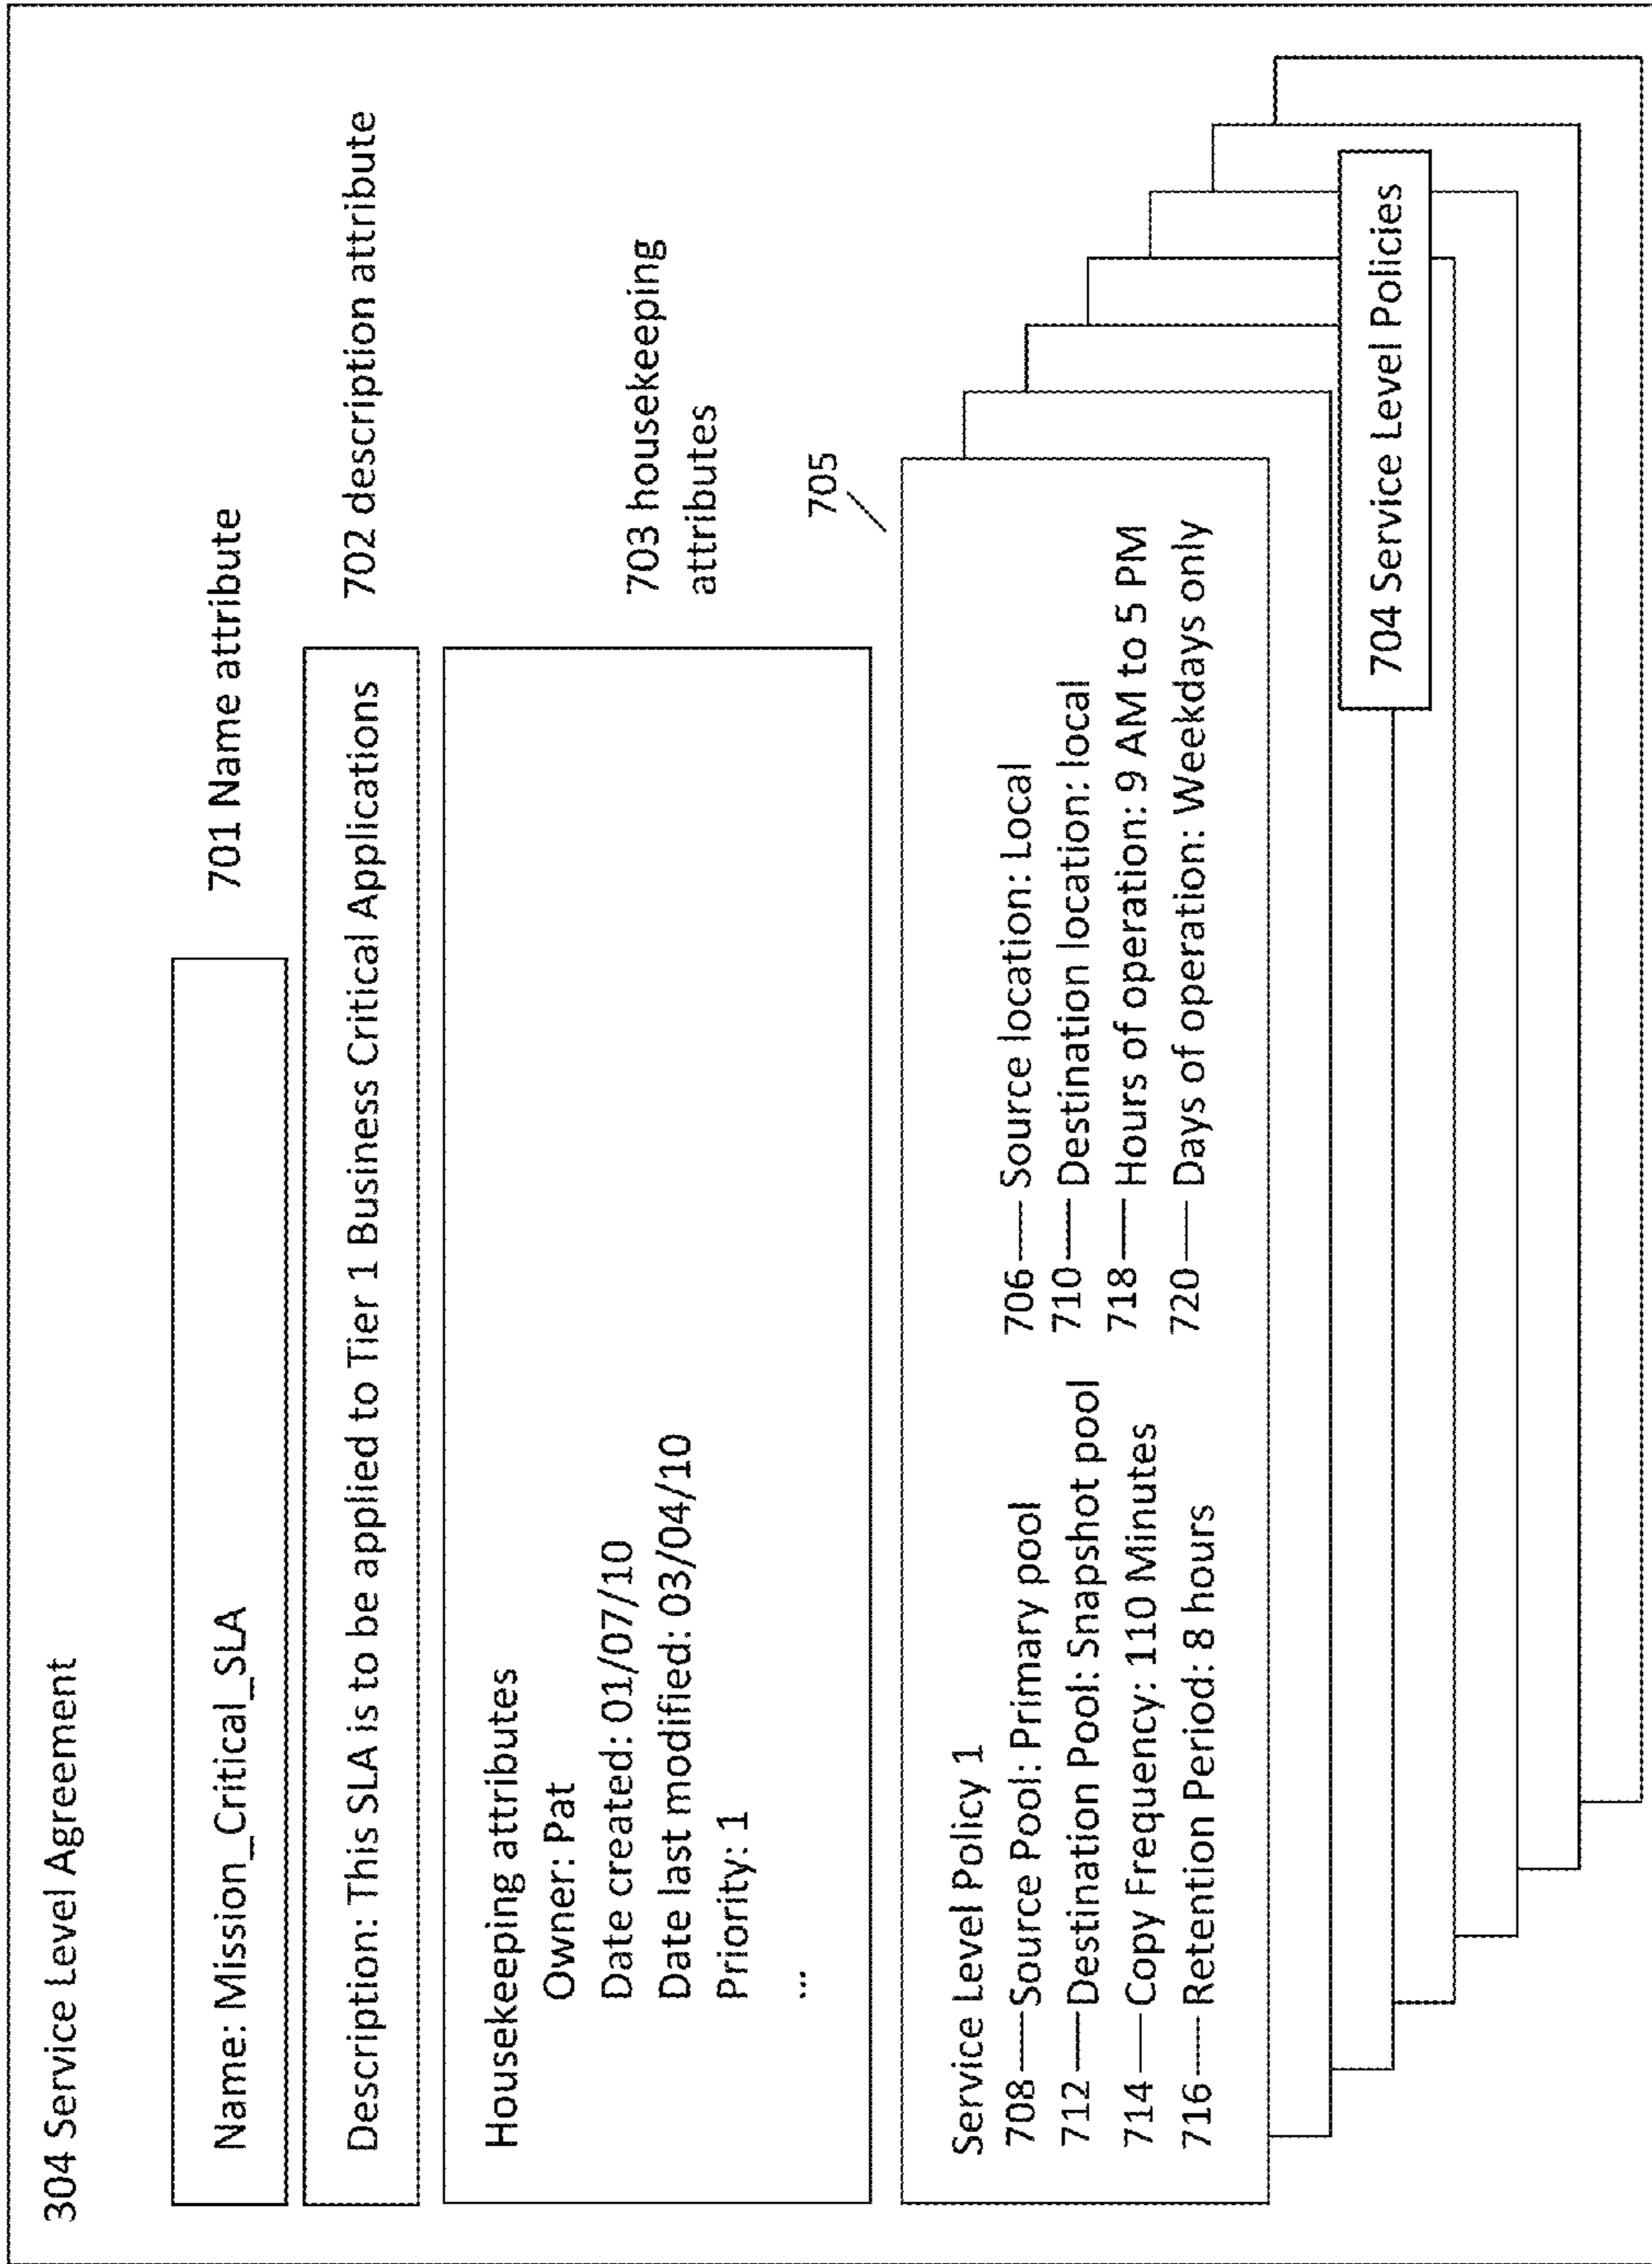 304 Service Level Agreement
Name: Mission_Critical_SLA
701 Name attribute
Description: This SLA is to be applied to Tier 1 Business Critical Applications
702 description attribute
Housekeeping attributes
Owner: Pat
Date created: 01/07/10
Date last modified: 03/04/10
Priority: 1
...
703 housekeeping
attributes
705
Service Level Policy 1
708 Source Pool: Primary pool
712 Destination Pool: Snapshot pool
714 Copy Frequency: 110 Minutes
716 Retention Period: 8 hours
706 Source location: Local
710 Destination location: local
718 Hours of operation: 9 AM to 5 PM
720 Days of operation: Weekdays only
704 Service Level Policies